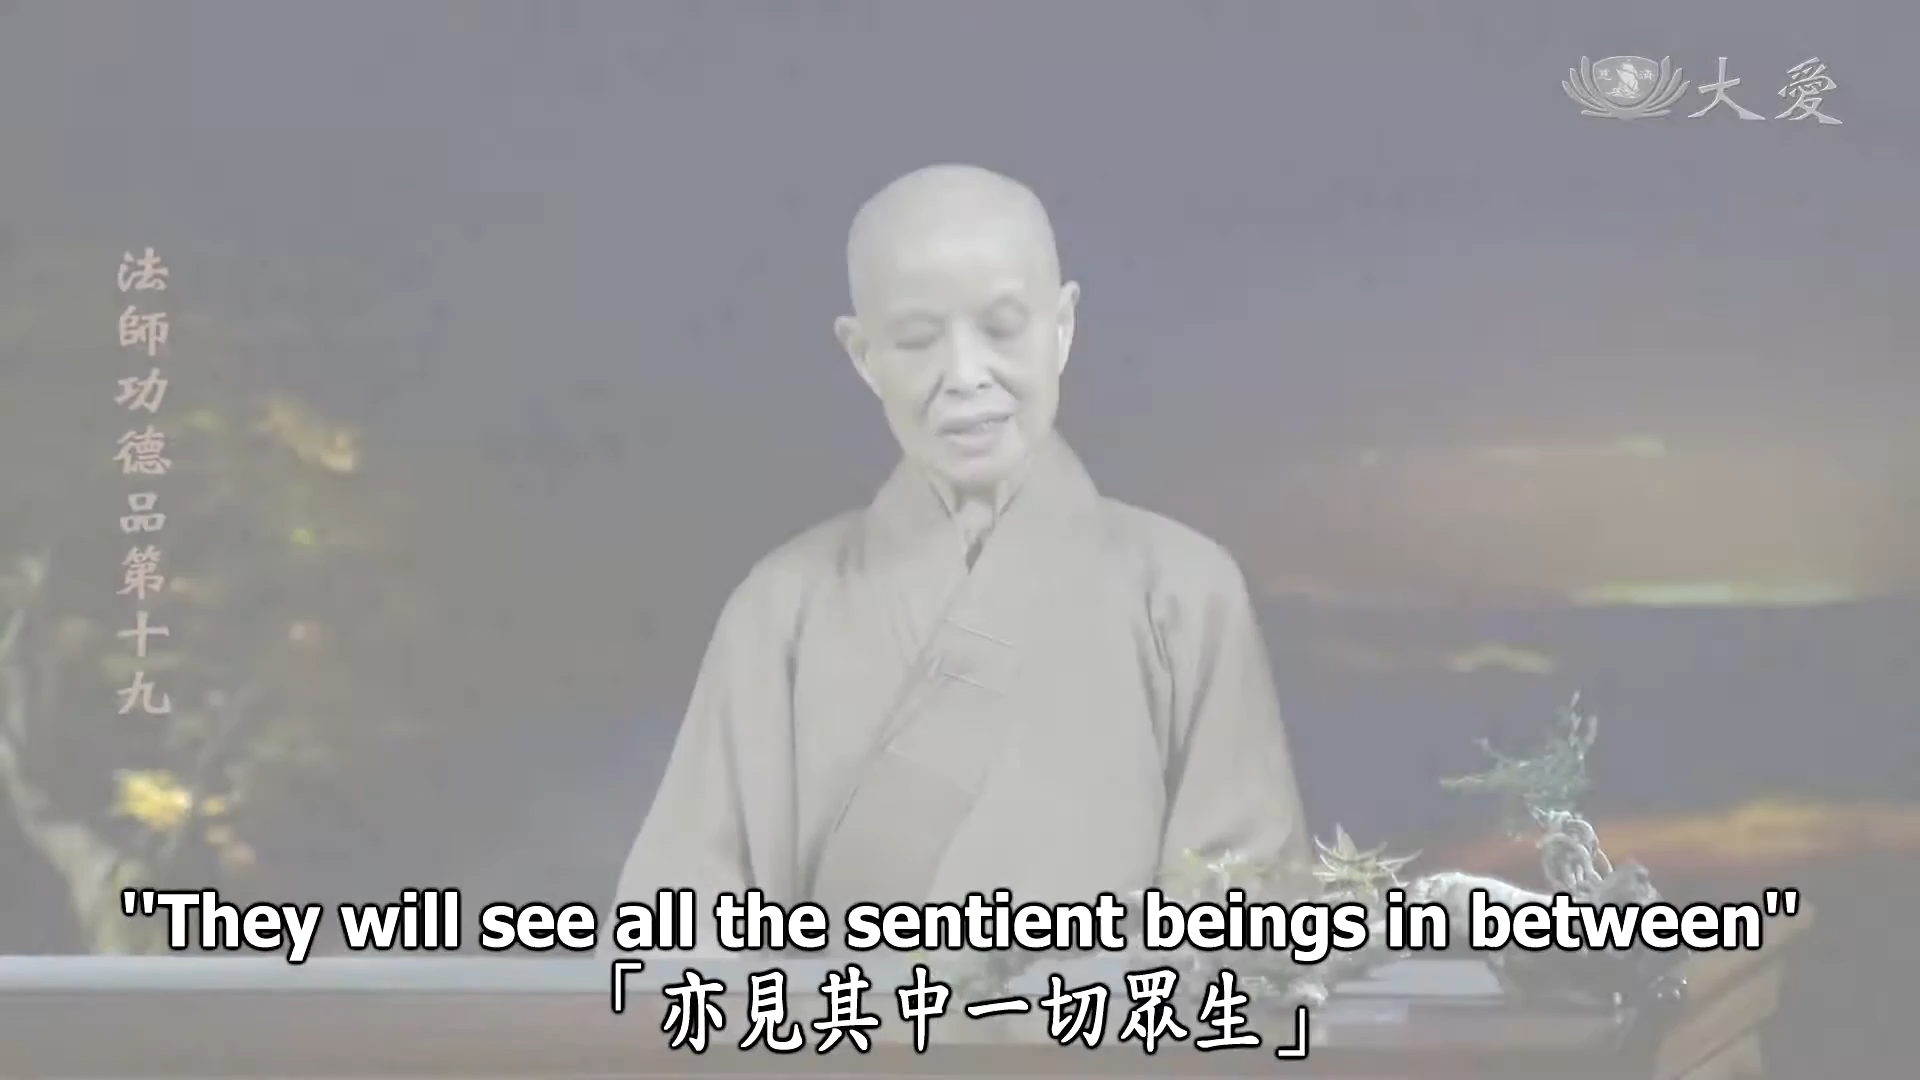 大愛
法師功德品第十九
"They will see all the sentient beings in between"
「亦見其中一切眾生」